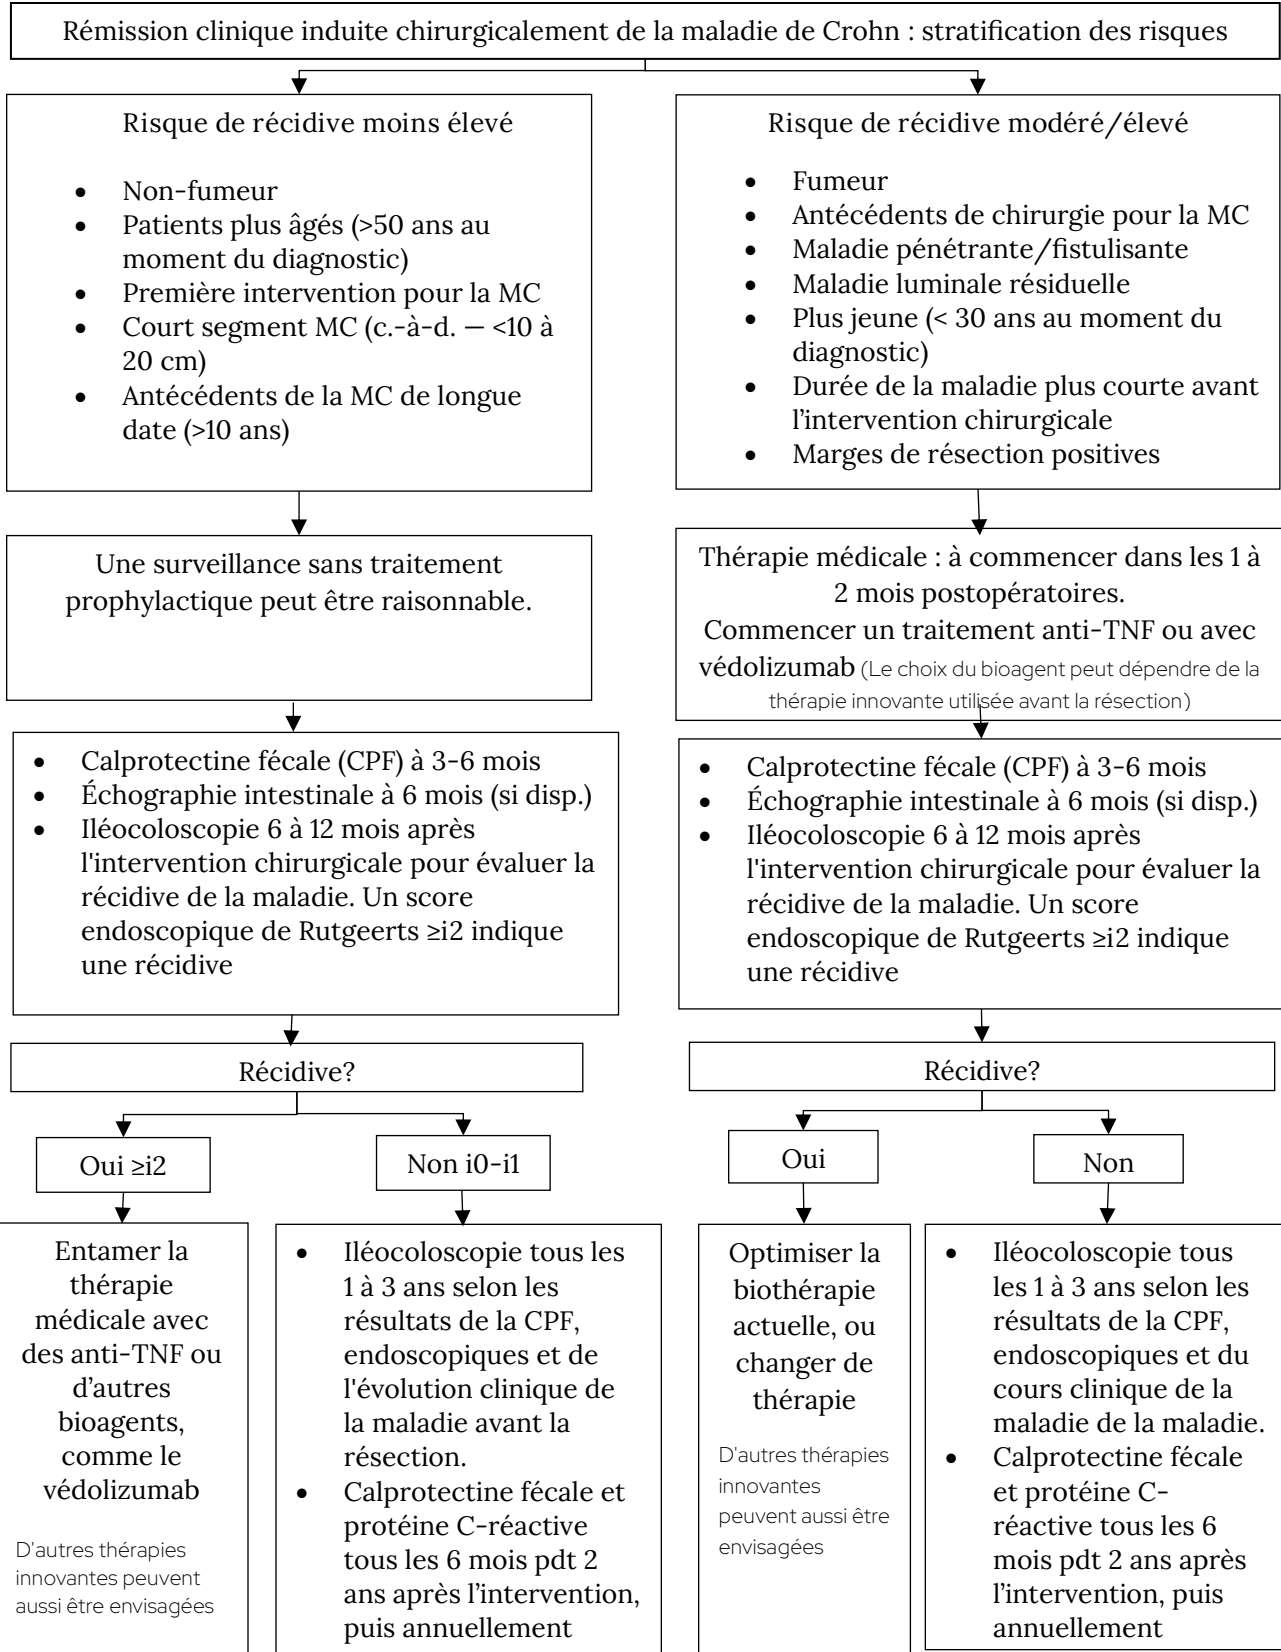 Rémission clinique induite chirurgicalement de la maladie de Crohn : stratification des risques
Risque de récidive moins élevé
• Non-fumeur
• Patients plus âgés (>50 ans au
moment du diagnostic)
• Première intervention pour la MC
• Court segment MC (c.-à-d. — <10 à
20 cm)
• Antécédents de la MC de longue
date (>10 ans)
Risque de récidive modéré/élevé
• Fumeur
• Antécédents de chirurgie pour la MC
• Maladie pénétrante/fistulisante
• Maladie luminale résiduelle
• Plus jeune (< 30 ans au moment du
diagnostic)
• Durée de la maladie plus courte avant
l’intervention chirurgicale
• Marges de résection positives
Une surveillance sans traitement
prophylactique peut être raisonnable.
Thérapie médicale : à commencer dans les 1 à
2 mois postopératoires.
Commencer un traitement anti-TNF ou avec
védolizumab (Le choix du bioagent peut dépendre de la
thérapie innovante utilisée avant la résection)
• Calprotectine fécale (CPF) à 3-6 mois
• Échographie intestinale à 6 mois (si disp.)
• Iléocoloscopie 6 à 12 mois après
l'intervention chirurgicale pour évaluer la
récidive de la maladie. Un score
endoscopique de Rutgeerts ≥i2 indique
une récidive
• Calprotectine fécale (CPF) à 3-6 mois
• Échographie intestinale à 6 mois (si disp.)
• Iléocoloscopie 6 à 12 mois après
l'intervention chirurgicale pour évaluer la
récidive de la maladie. Un score
endoscopique de Rutgeerts ≥i2 indique
une récidive
Récidive?
Récidive?
Oui ≥i2
Non i0-i1
Oui
Non
Entamer la
thérapie
médicale avec
des anti-TNF ou
d’autres
bioagents,
comme le
védolizumab
D'autres thérapies
innovantes peuvent
aussi être envisagées
• Iléocoloscopie tous les
1 à 3 ans selon les
résultats de la CPF,
endoscopiques et de
l'évolution clinique de
la maladie avant la
résection.
• Calprotectine fécale et
protéine C-réactive
tous les 6 mois pdt 2
ans après l’intervention,
puis annuellement
Optimiser la
biothérapie
actuelle, ou
changer de
thérapie
D'autres thérapies
innovantes
peuvent aussi être
envisagées
• Iléocoloscopie tous
les 1 à 3 ans selon les
résultats de la CPF,
endoscopiques et du
cours clinique de la
maladie de la maladie.
• Calprotectine fécale
et protéine C-
réactive tous les 6
mois pdt 2 ans après
l’intervention, puis
annuellement